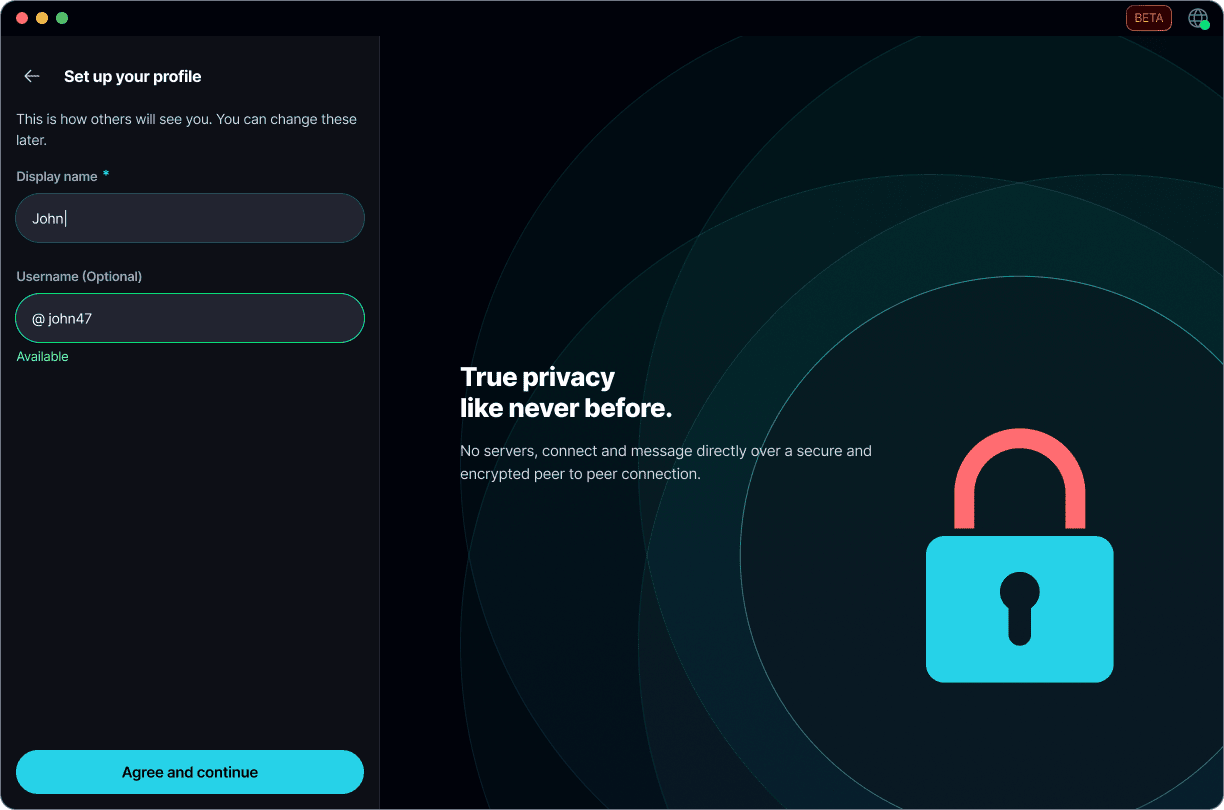 BETA
Set up your profile
This is how others will see you. You can change these
later.
Display name *
John
Username (Optional)
@ john47
Available
Agree and continue
True privacy
like never before.
No servers, connect and message directly over a secure and
encrypted peer to peer connection.